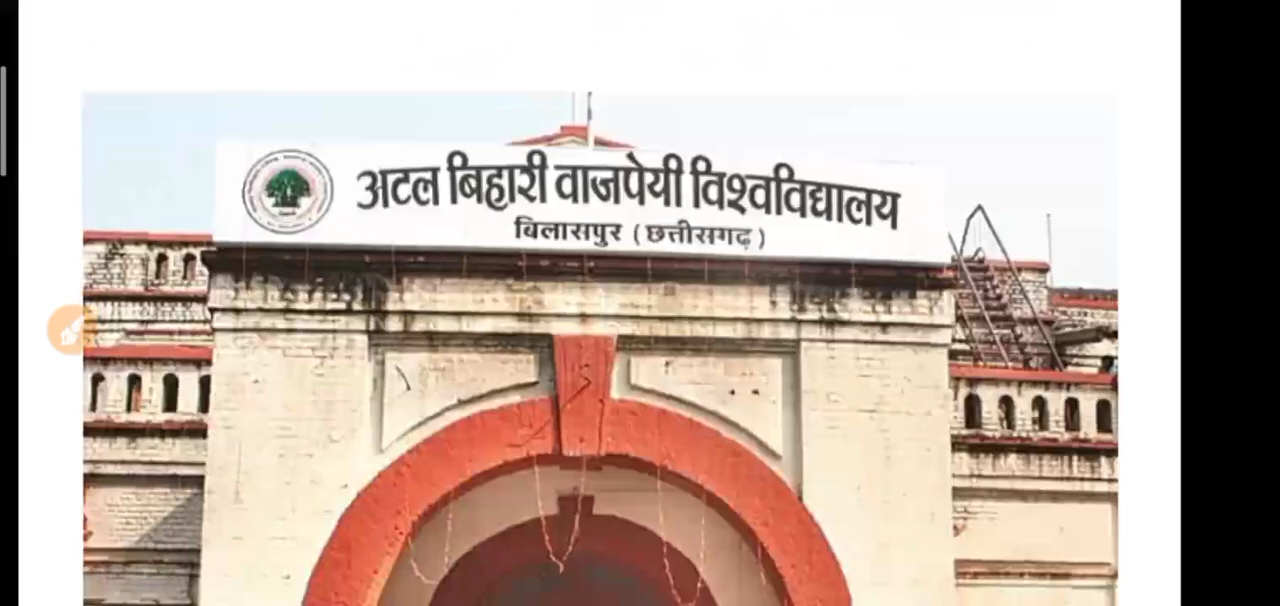 अटल बिहारी वाजपेयी विश्वविद्यालय
बिलासपुर (छत्तीसगढ़)